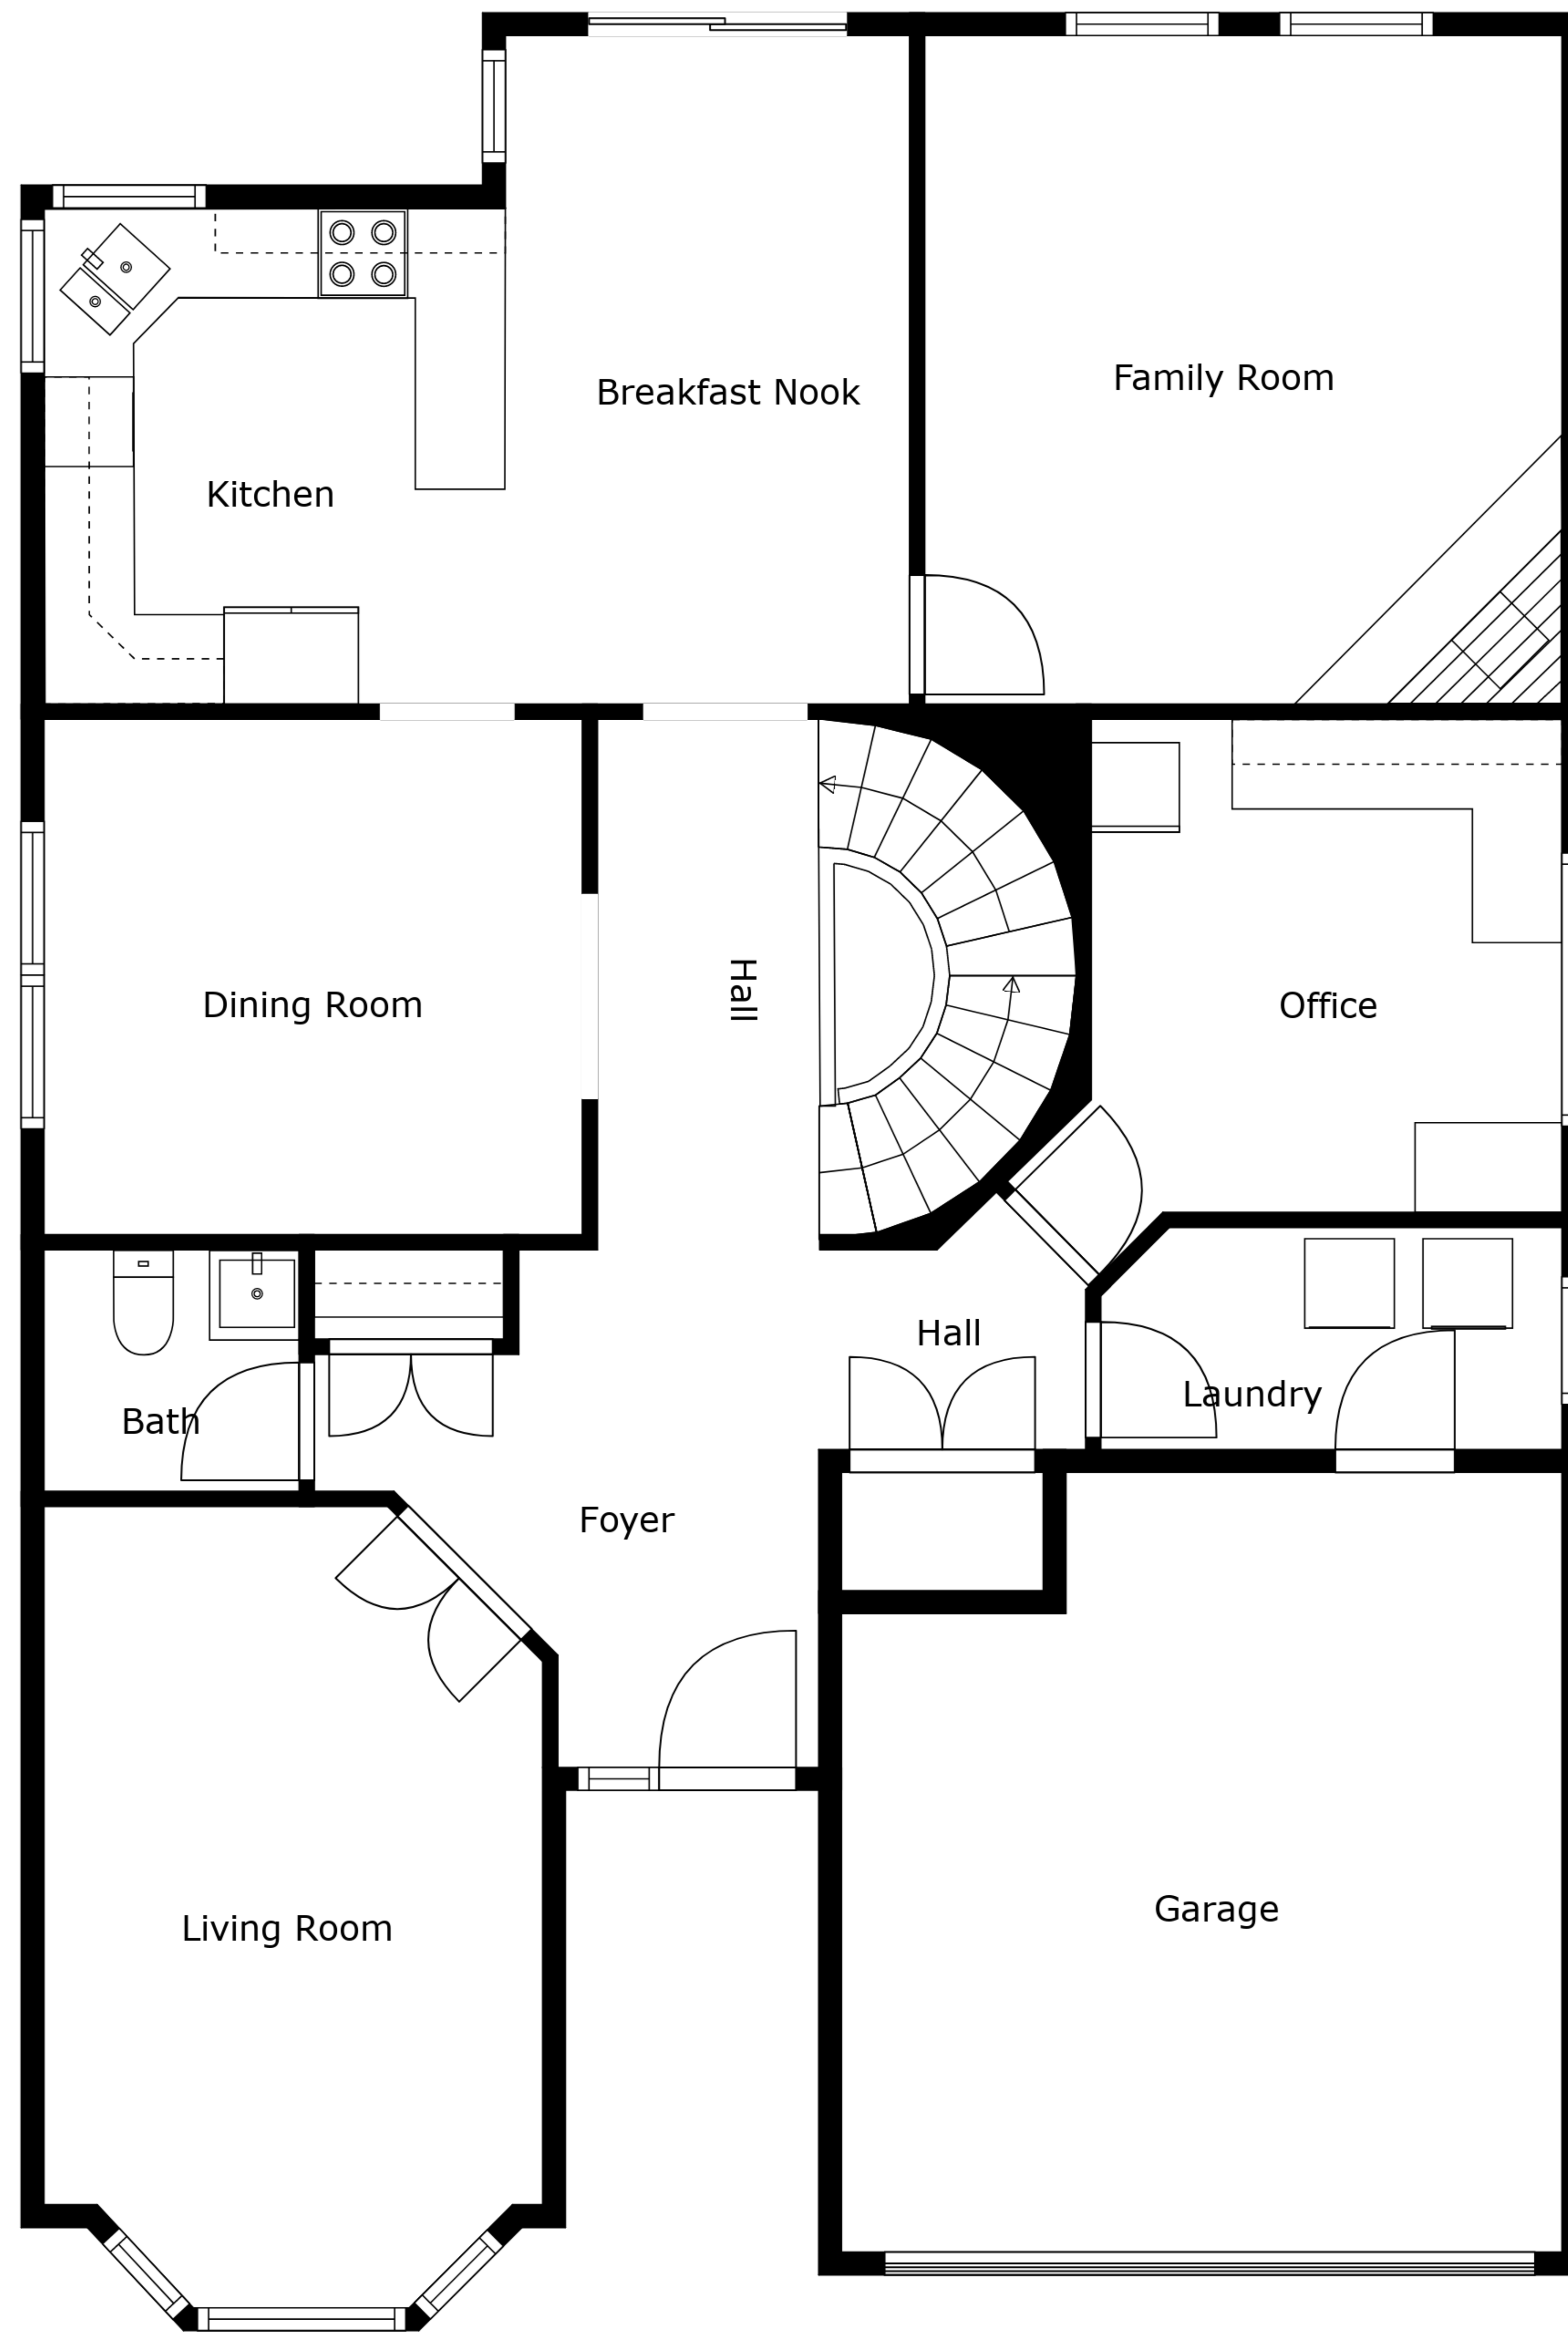 Family Room
Breakfast Nook
Kitchen
Hall
Dining Room
Office
Hall
Laundry
Bath
Foyer
Garage
Living Room